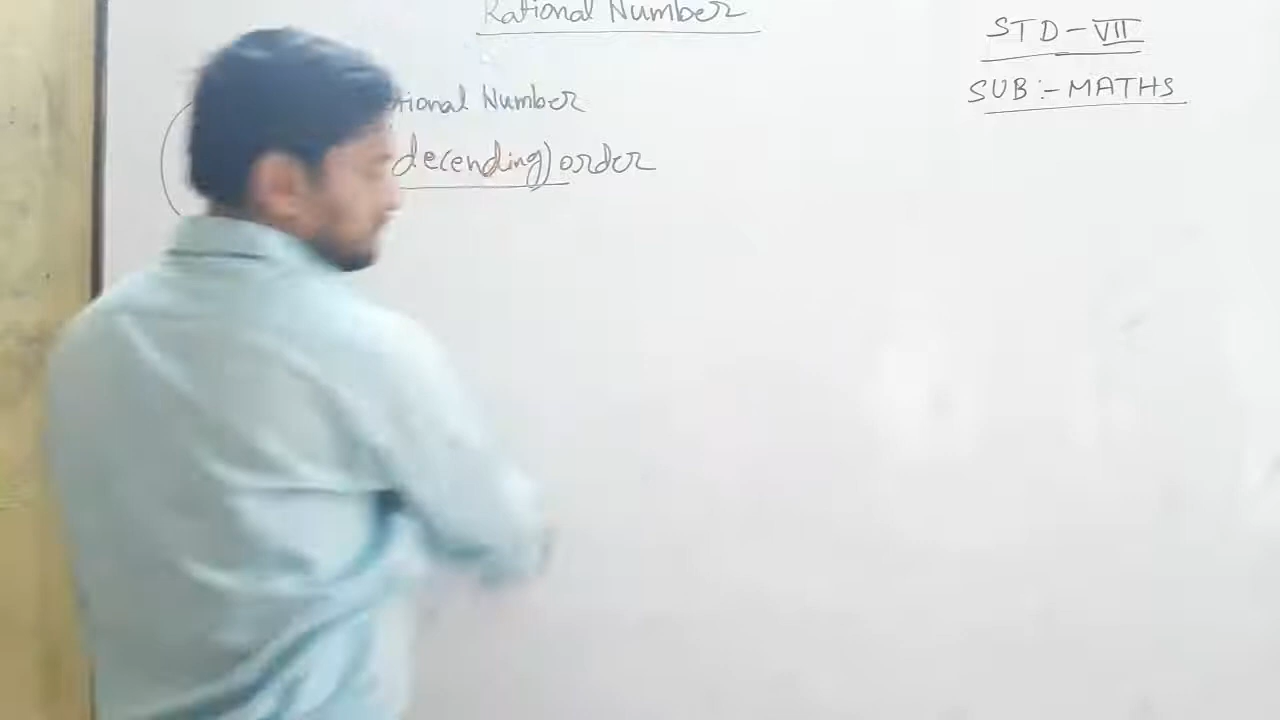 Rational Number
STD - VII
SUB :- MATHS
tional Number
decending) order